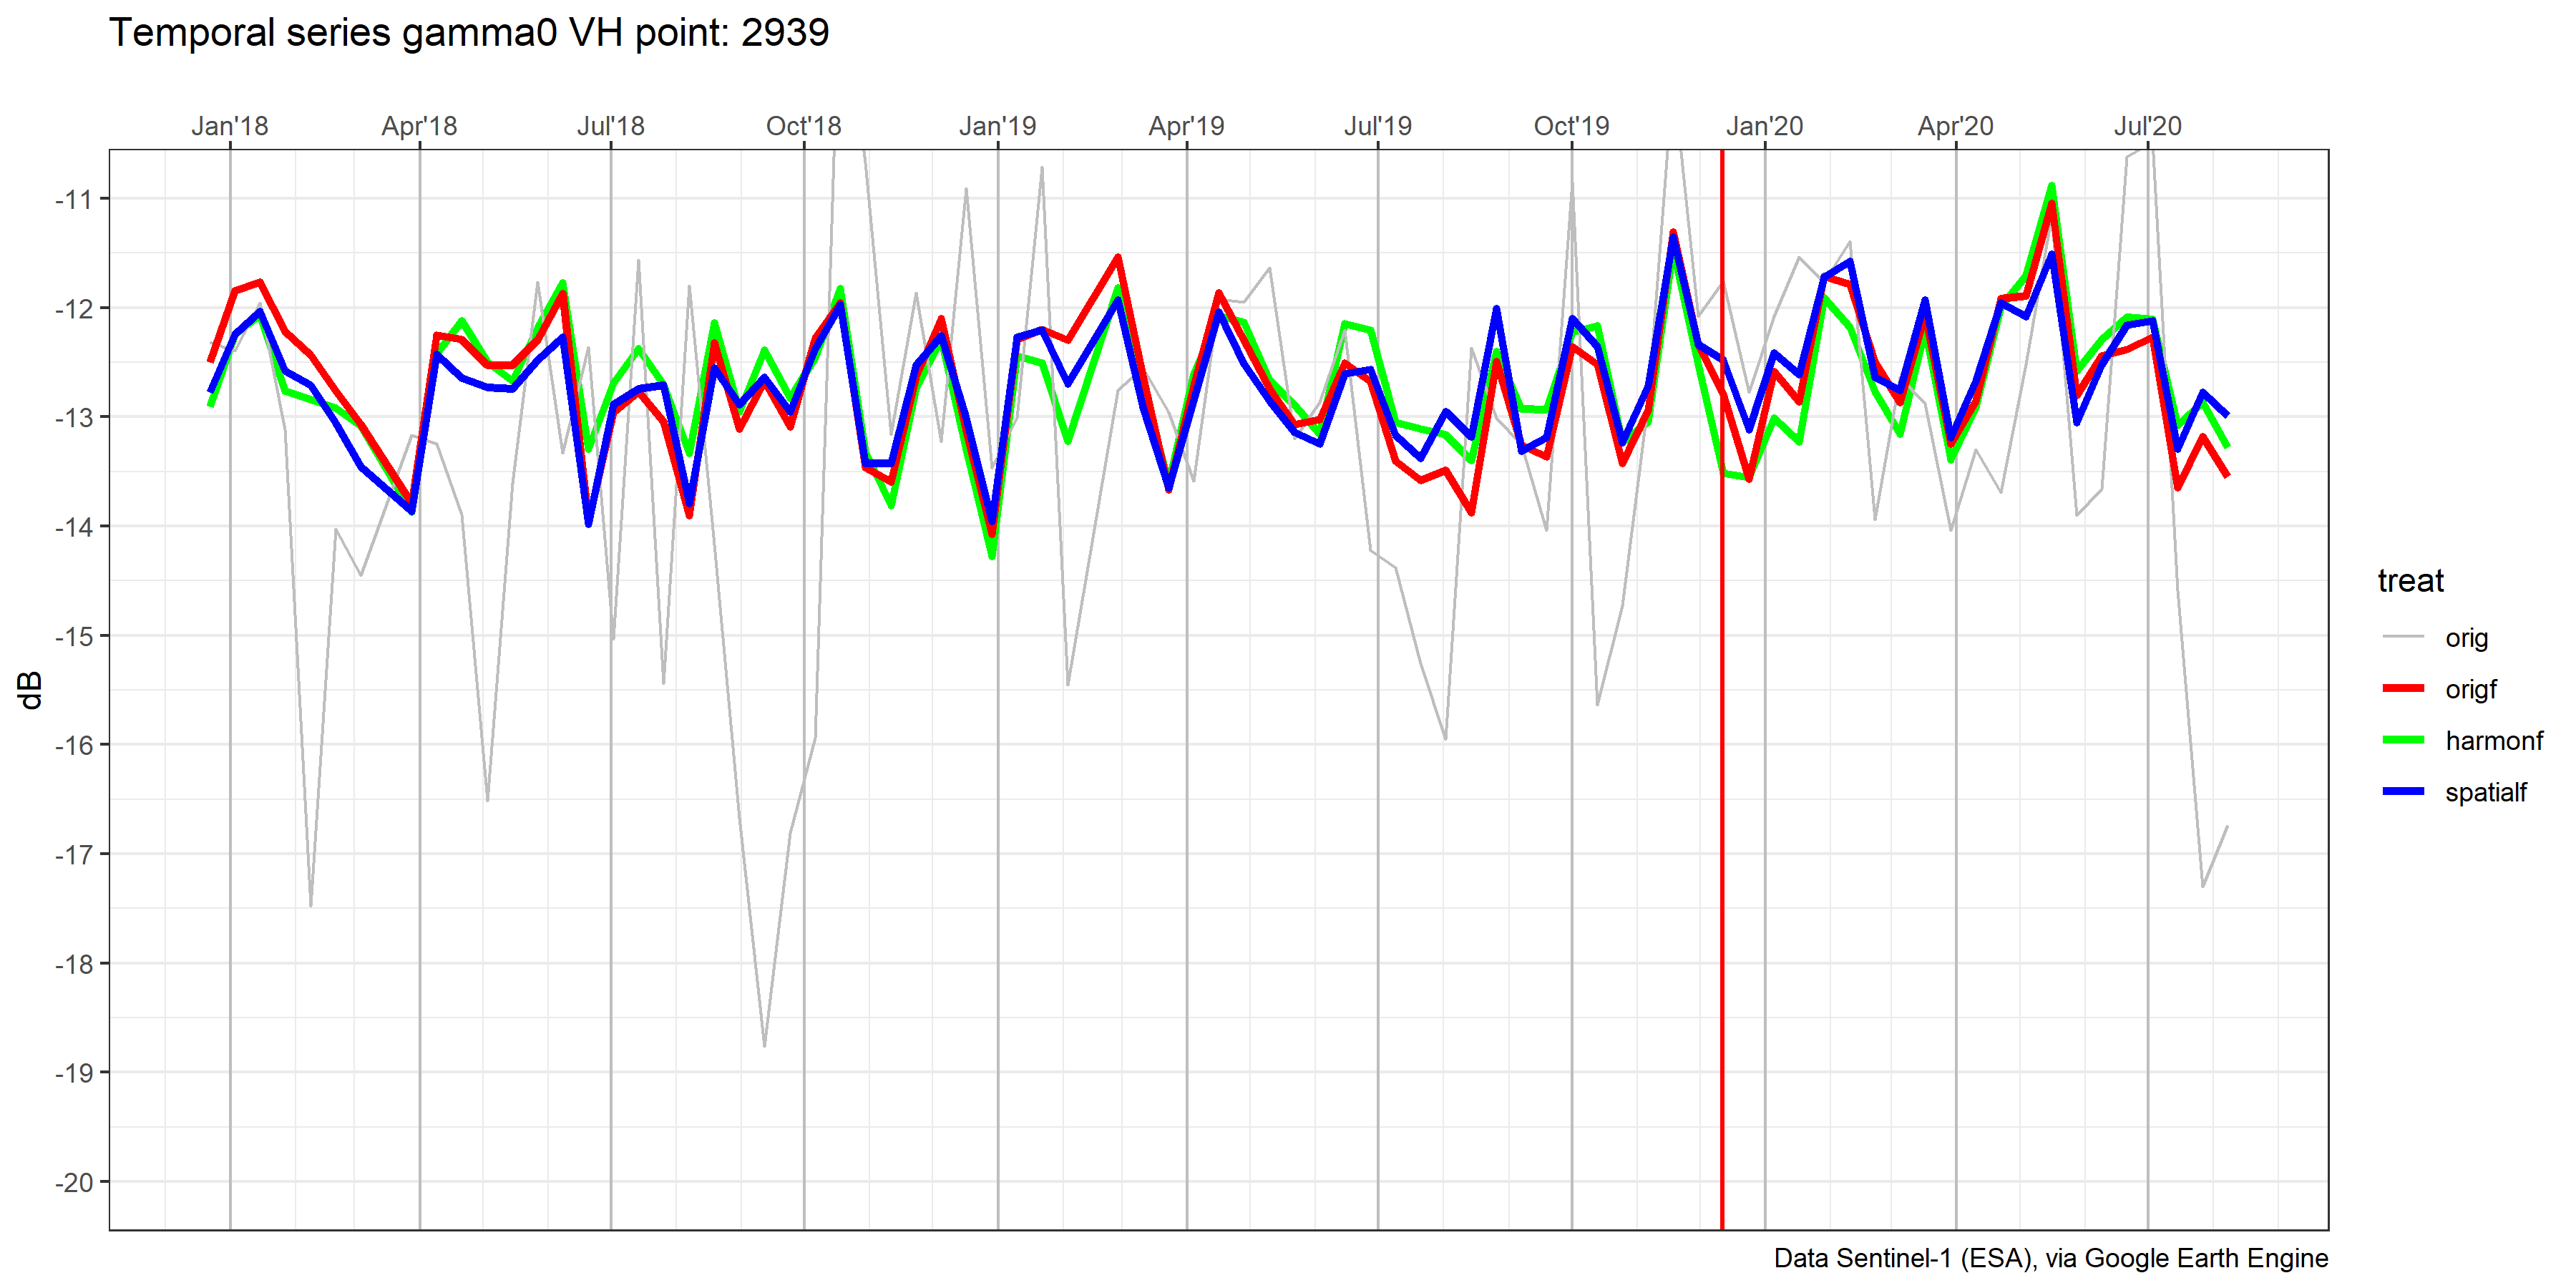 Temporal series gamma0 VH point: 2939
Jan'18 Apr'18 Jul'18 Oct'18 Jan'19 Apr'19 Jul'19 Oct'19 Jan'20 Apr'20 Jul'20
-11
-12
-13
-14
-15
-16
-17
-18
-19
-20
dB
treat
orig
origf
harmonf
spatialf
Data Sentinel-1 (ESA), via Google Earth Engine